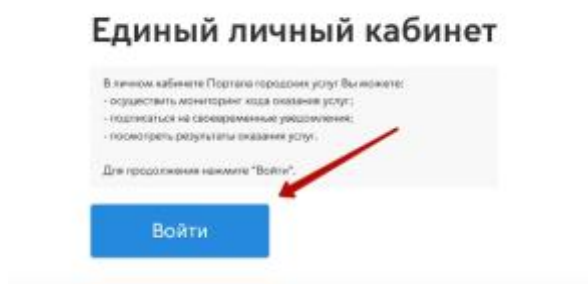 Единый личный кабинет
В личном кабинете Портала городских услуг Вы можете:
- осуществить мониторинг хода оказания услуг;
- подписаться на своевременные уведомления;
- посмотреть результаты оказания услуг.
Для продолжения нажмите "Войти".
Войти